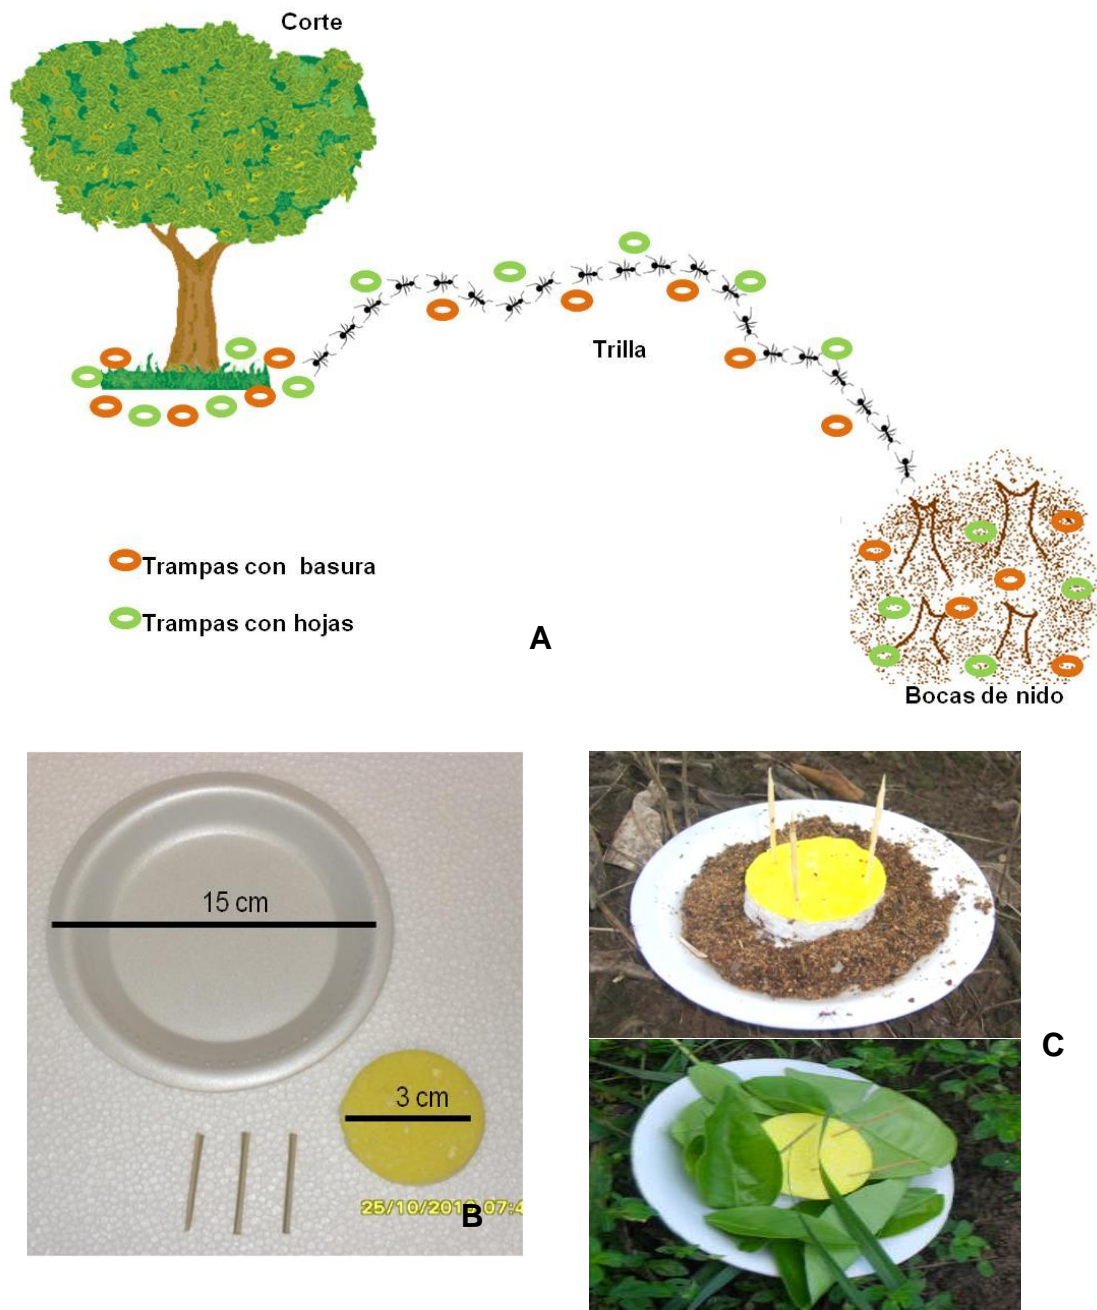 Corte
Trilla
Trampas con basura
Trampas con hojas
A
Bocas de nido
15 cm
3 cm
B
C